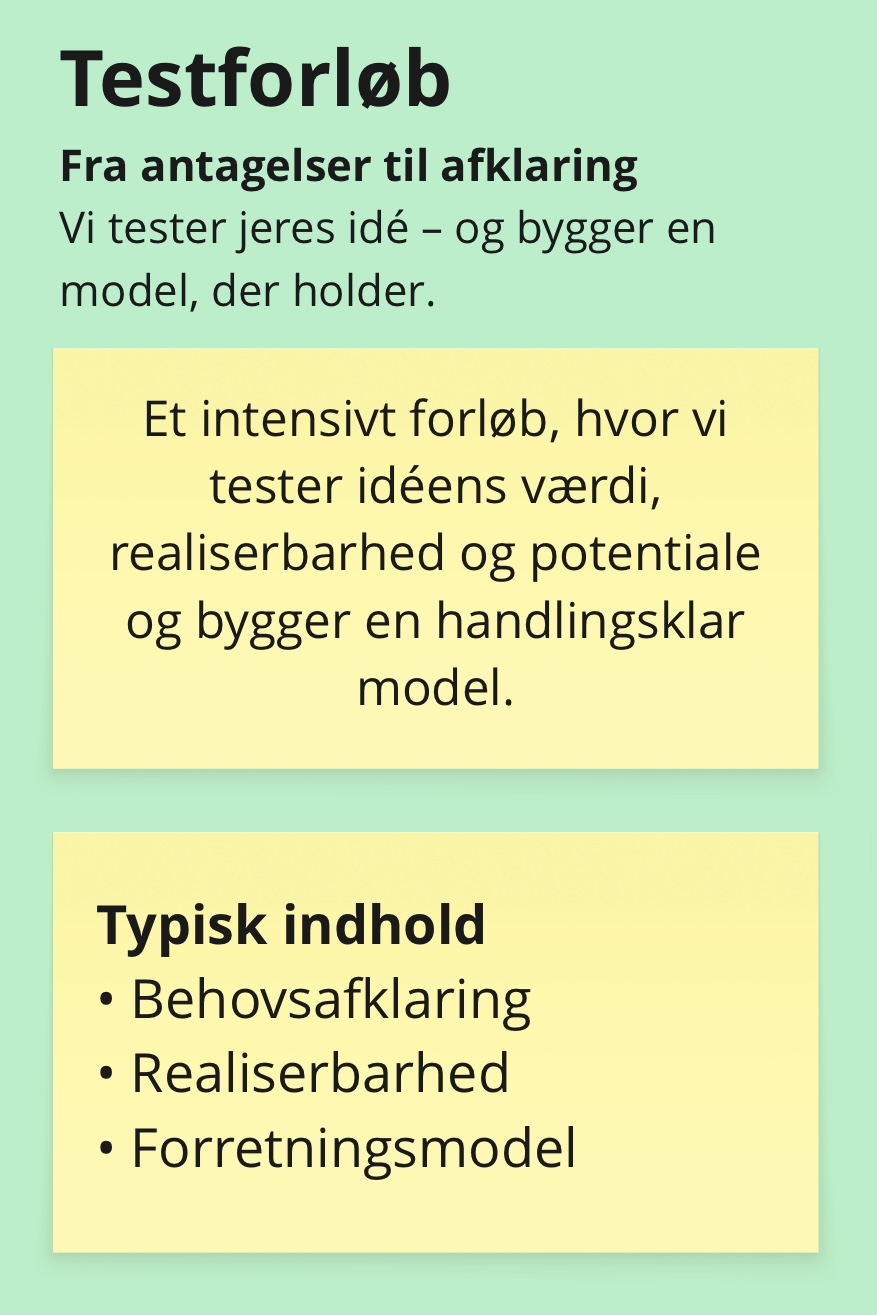 Testforløb
Fra antagelser til afklaring
Vi tester jeres idé – og bygger en
model, der holder.
Et intensivt forløb, hvor vi
tester idéens værdi,
realiserbarhed og potentiale
og bygger en handlingsklar
model.
Typisk indhold
• Behovsafklaring
• Realiserbarhed
• Forretningsmodel